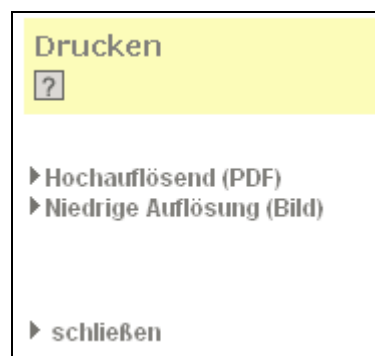 Drucken
?
Hochauflösend (PDF)
Niedrige Auflösung (Bild)
schließen